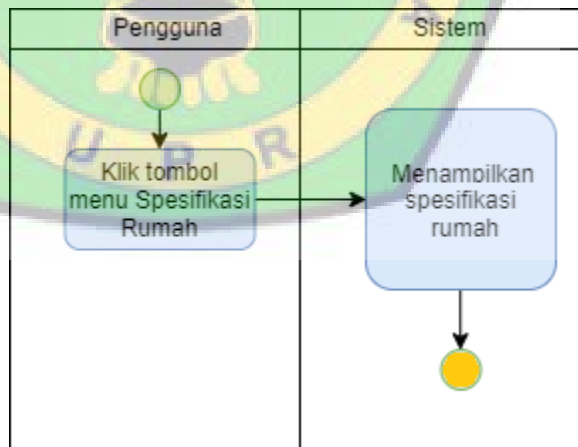 Pengguna
Sistem
U P R
Klik tombol
menu Spesifikasi
Rumah
Menampilkan
spesifikasi
rumah